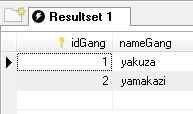 Resultset 1
idGang nameGang
1 yakuza
2 yamakazi